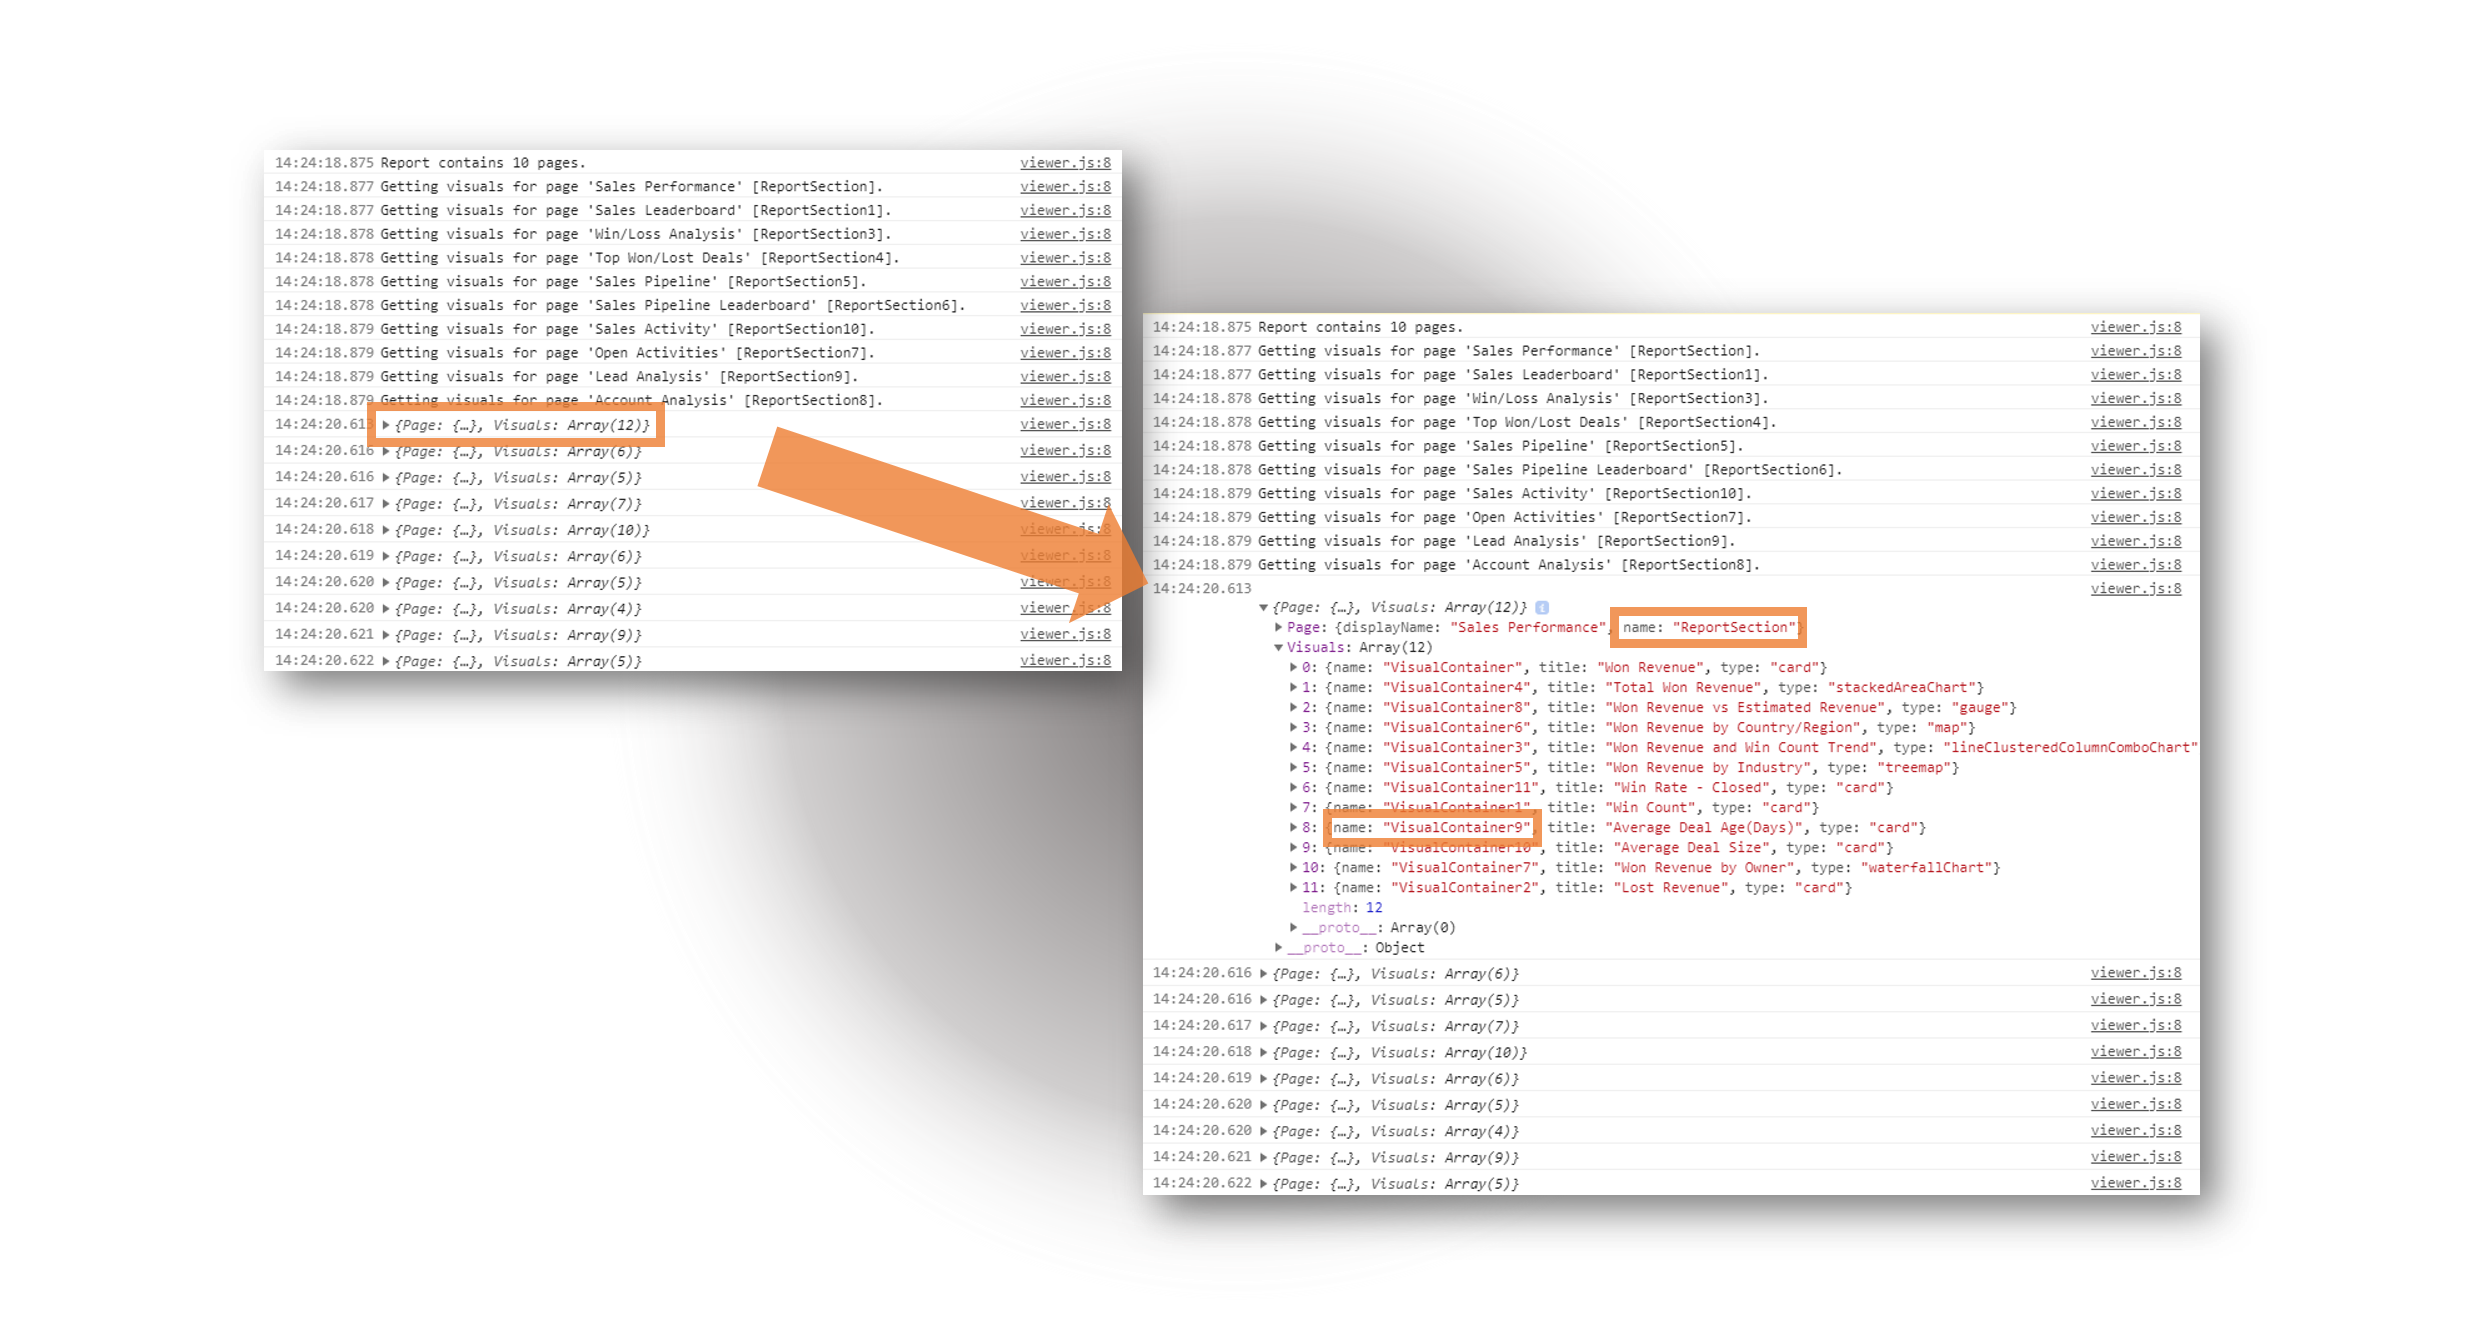 14:24:18.875 Report contains 10 pages. viewer.js:8
14:24:18.877 Getting visuals for page 'Sales Performance' [ReportSection]. viewer.js:8
14:24:18.877 Getting visuals for page 'Sales Leaderboard' [ReportSection1]. viewer.js:8
14:24:18.878 Getting visuals for page 'Win/Loss Analysis' [ReportSection3]. viewer.js:8
14:24:18.878 Getting visuals for page 'Top Won/Lost Deals' [ReportSection4]. viewer.js:8
14:24:18.878 Getting visuals for page 'Sales Pipeline' [ReportSection5]. viewer.js:8
14:24:18.878 Getting visuals for page 'Sales Pipeline Leaderboard' [ReportSection6]. viewer.js:8
14:24:18.879 Getting visuals for page 'Sales Activity' [ReportSection10]. viewer.js:8
14:24:18.879 Getting visuals for page 'Open Activities' [ReportSection7]. viewer.js:8
14:24:18.879 Getting visuals for page 'Lead Analysis' [ReportSection9]. viewer.js:8
14:24:18.879 Getting visuals for page 'Account Analysis' [ReportSection8]. viewer.js:8
14:24:20.613 {Page: {…}, Visuals: Array(12)} viewer.js:8
14:24:20.616 {Page: {…}, Visuals: Array(6)} viewer.js:8
14:24:20.616 {Page: {…}, Visuals: Array(5)} viewer.js:8
14:24:20.617 {Page: {…}, Visuals: Array(7)} viewer.js:8
14:24:20.618 {Page: {…}, Visuals: Array(10)} viewer.js:8
14:24:20.619 {Page: {…}, Visuals: Array(6)} viewer.js:8
14:24:20.620 {Page: {…}, Visuals: Array(5)} viewer.js:8
14:24:20.620 {Page: {…}, Visuals: Array(4)} viewer.js:8
14:24:20.621 {Page: {…}, Visuals: Array(9)} viewer.js:8
14:24:20.622 {Page: {…}, Visuals: Array(5)} viewer.js:8
14:24:18.875 Report contains 10 pages. viewer.js:8
14:24:18.877 Getting visuals for page 'Sales Performance' [ReportSection]. viewer.js:8
14:24:18.877 Getting visuals for page 'Sales Leaderboard' [ReportSection1]. viewer.js:8
14:24:18.878 Getting visuals for page 'Win/Loss Analysis' [ReportSection3]. viewer.js:8
14:24:18.878 Getting visuals for page 'Top Won/Lost Deals' [ReportSection4]. viewer.js:8
14:24:18.878 Getting visuals for page 'Sales Pipeline' [ReportSection5]. viewer.js:8
14:24:18.878 Getting visuals for page 'Sales Pipeline Leaderboard' [ReportSection6]. viewer.js:8
14:24:18.879 Getting visuals for page 'Sales Activity' [ReportSection10]. viewer.js:8
14:24:18.879 Getting visuals for page 'Open Activities' [ReportSection7]. viewer.js:8
14:24:18.879 Getting visuals for page 'Lead Analysis' [ReportSection9]. viewer.js:8
14:24:18.879 Getting visuals for page 'Account Analysis' [ReportSection8]. viewer.js:8
14:24:20.613 viewer.js:8
{Page: {…}, Visuals: Array(12)} i
Page: {displayName: "Sales Performance", name: "ReportSection"}
Visuals: Array(12)
0: {name: "VisualContainer", title: "Won Revenue", type: "card"}
1: {name: "VisualContainer4", title: "Total Won Revenue", type: "stackedAreaChart"}
2: {name: "VisualContainer8", title: "Won Revenue vs Estimated Revenue", type: "gauge"}
3: {name: "VisualContainer6", title: "Won Revenue by Country/Region", type: "map"}
4: {name: "VisualContainer3", title: "Won Revenue and Win Count Trend", type: "lineClusteredColumnComboChart"
5: {name: "VisualContainer5", title: "Won Revenue by Industry", type: "treemap"}
6: {name: "VisualContainer11", title: "Win Rate - Closed", type: "card"}
7: {name: "VisualContainer1", title: "Win Count", type: "card"}
8: {name: "VisualContainer9", title: "Average Deal Age(Days)", type: "card"}
9: {name: "VisualContainer10", title: "Average Deal Size", type: "card"}
10: {name: "VisualContainer7", title: "Won Revenue by Owner", type: "waterfallChart"}
11: {name: "VisualContainer2", title: "Lost Revenue", type: "card"}
length: 12
__proto__: Array(0)
__proto__: Object
14:24:20.616 {Page: {…}, Visuals: Array(6)} viewer.js:8
14:24:20.616 {Page: {…}, Visuals: Array(5)} viewer.js:8
14:24:20.617 {Page: {…}, Visuals: Array(7)} viewer.js:8
14:24:20.618 {Page: {…}, Visuals: Array(10)} viewer.js:8
14:24:20.619 {Page: {…}, Visuals: Array(6)} viewer.js:8
14:24:20.620 {Page: {…}, Visuals: Array(5)} viewer.js:8
14:24:20.620 {Page: {…}, Visuals: Array(4)} viewer.js:8
14:24:20.621 {Page: {…}, Visuals: Array(9)} viewer.js:8
14:24:20.622 {Page: {…}, Visuals: Array(5)} viewer.js:8